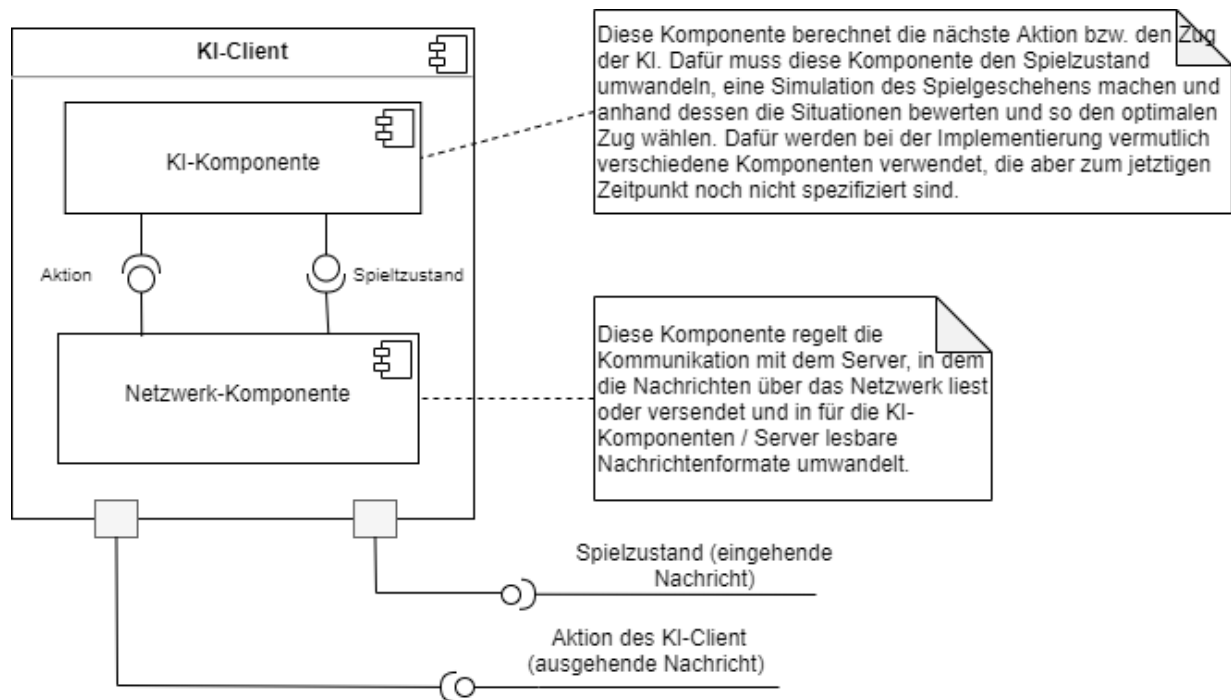 KI-Client
Diese Komponente berechnet die nächste Aktion bzw. den Zug
der KI. Dafür muss diese Komponente den Spielzustand
umwandeln, eine Simulation des Spielgeschehens machen und
anhand dessen die Situationen bewerten und so den optimalen
Zug wählen. Dafür werden bei der Implementierung vermutlich
verschiedene Komponenten verwendet, die aber zum jetztigen
Zeitpunkt noch nicht spezifiziert sind.
KI-Komponente
Aktion
Spieltzustand
Netzwerk-Komponente
Diese Komponente regelt die
Kommunikation mit dem Server, in dem
die Nachrichten über das Netzwerk liest
oder versendet und in für die KI-
Komponenten / Server lesbare
Nachrichtenformate umwandelt.
Spielzustand (eingehende
Nachricht)
Aktion des KI-Client
(ausgehende Nachricht)